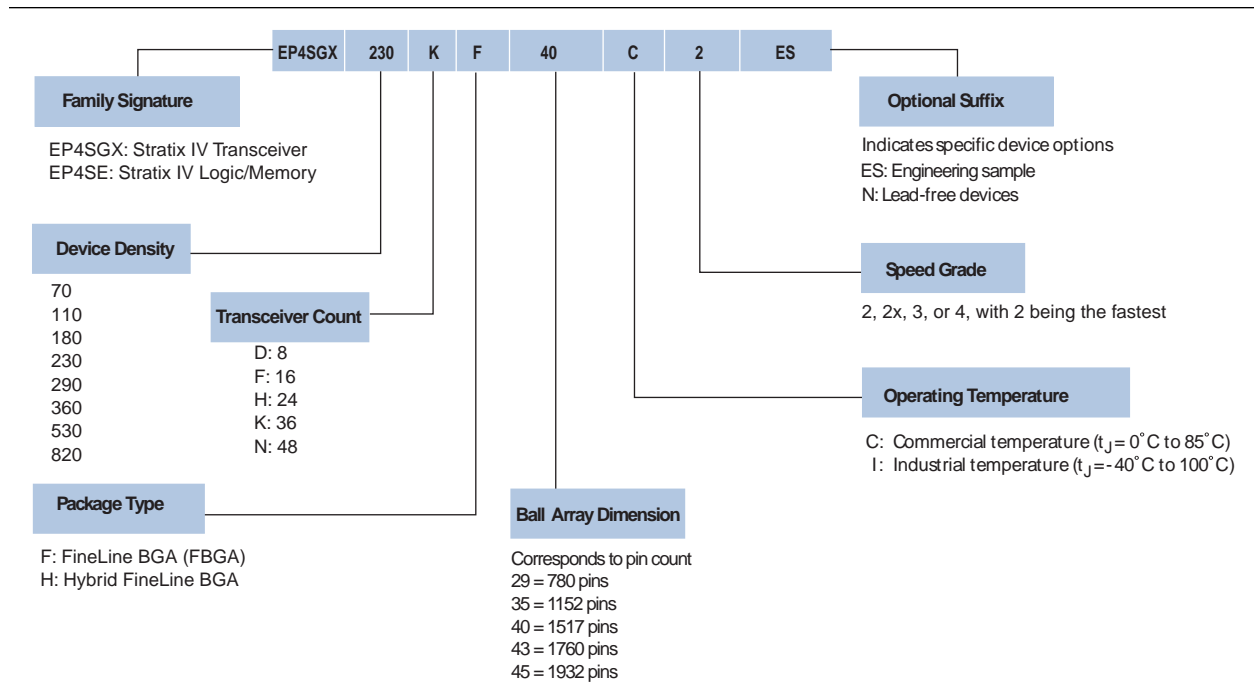 EP4SGX 230 K F 40 C 2 ES
Family Signature
EP4SGX: Stratix IV Transceiver
EP4SE: Stratix IV Logic/Memory
Optional Suffix
Indicates specific device options
ES: Engineering sample
N: Lead-free devices
Device Density
70
110
180
230
290
360
530
820
Transceiver Count
D: 8
F: 16
H: 24
K: 36
N: 48
Speed Grade
2, 2x, 3, or 4, with 2 being the fastest
Operating Temperature
C: Commercial temperature (tJ = 0˚C to 85˚C)
I: Industrial temperature (tJ = -40˚C to 100˚C)
Package Type
F: FineLine BGA (FBGA)
H: Hybrid FineLine BGA
Ball Array Dimension
Corresponds to pin count
29 = 780 pins
35 = 1152 pins
40 = 1517 pins
43 = 1760 pins
45 = 1932 pins